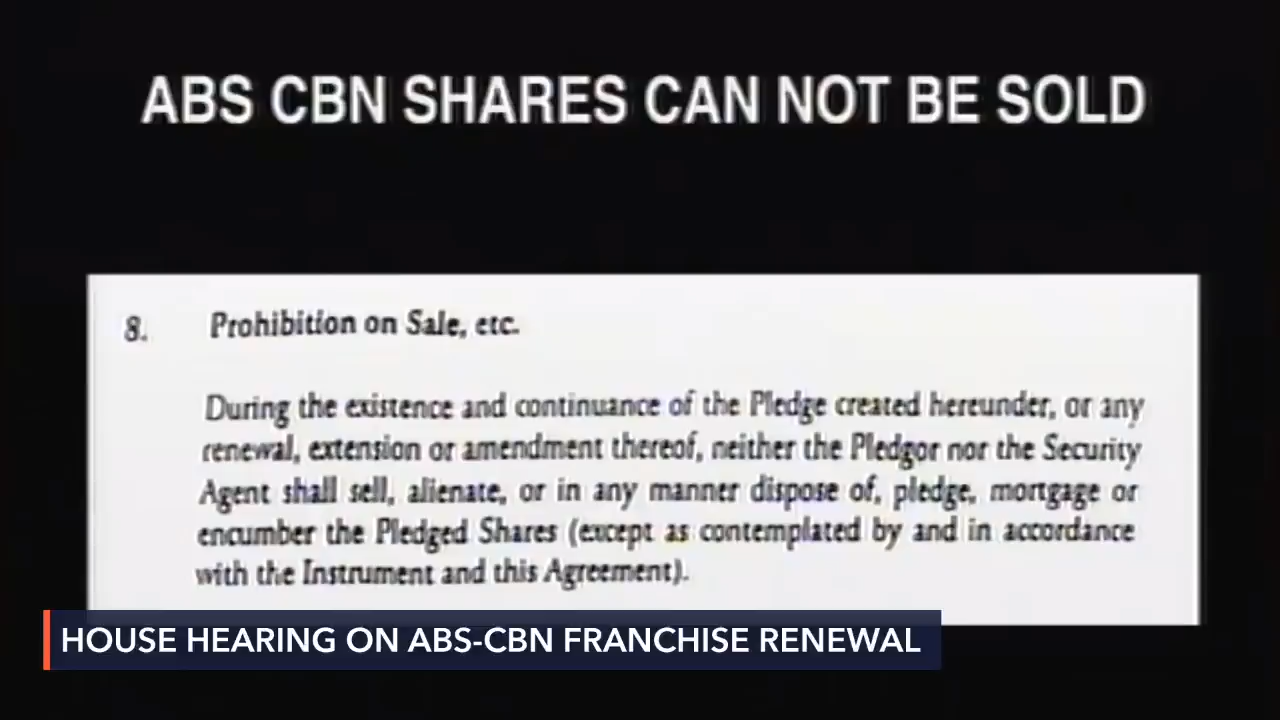 ABS CBN SHARES CAN NOT BE SOLD
8. Prohibition on Sale, etc.
During the existence and continuance of the Pledge created hereunder, or any
renewal, extension or amendment thereof, neither the Pledgor nor the Security
Agent shall sell, alienate, or in any manner dispose of, pledge, mortgage or
encumber the Pledged Shares (except as contemplated by and in accordance
with the Instrument and this Agreement).
HOUSE HEARING ON ABS-CBN FRANCHISE RENEWAL